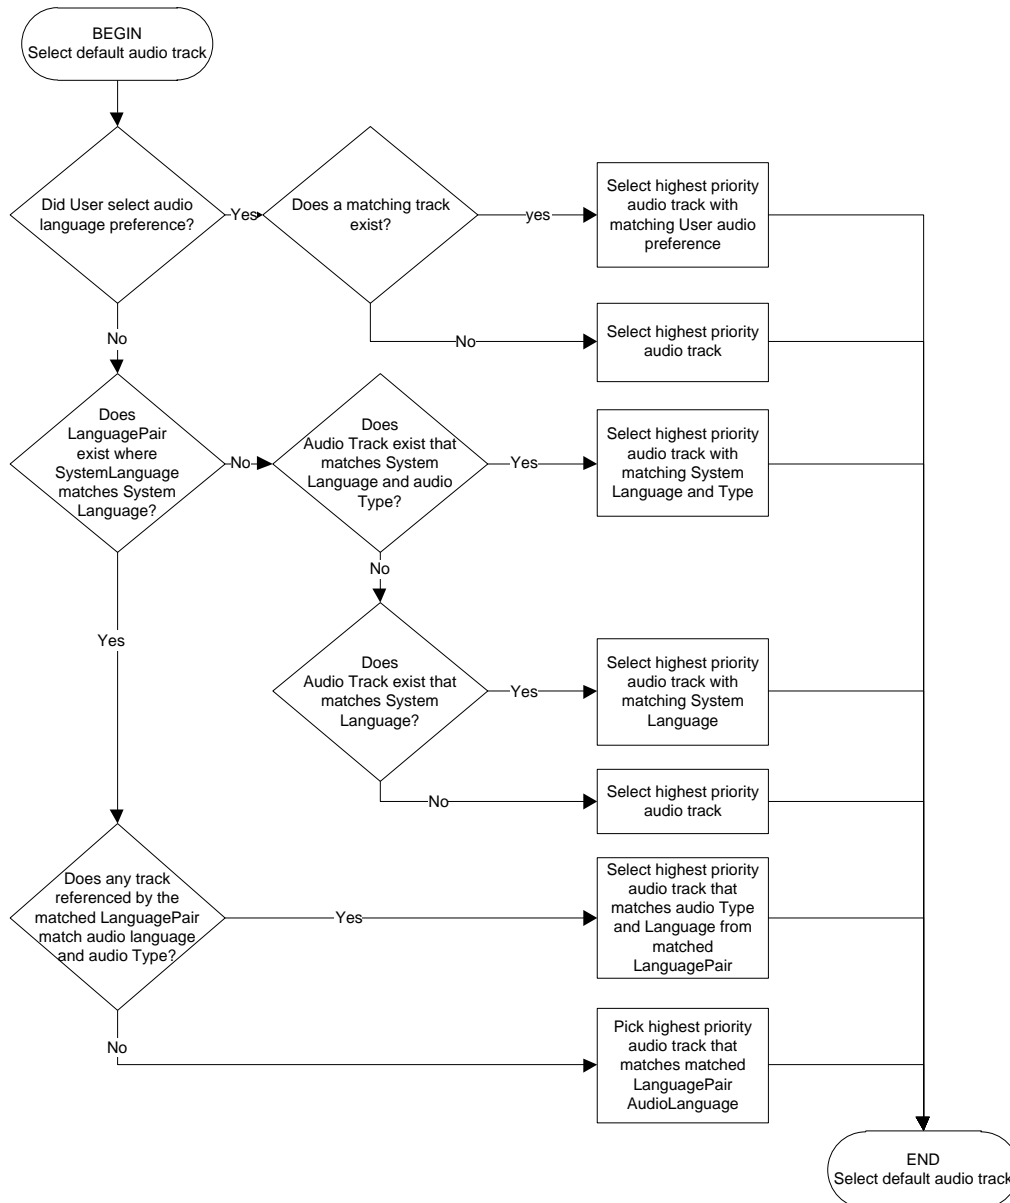 BEGIN
Select default audio track
Did User select audio
language preference?
Yes
Does a matching track
exist?
yes
Select highest priority
audio track with
matching User audio
preference
No
Select highest priority
audio track
No
Does
LanguagePair
exist where
SystemLanguage
matches System
Language?
No
Does
Audio Track exist that
matches System
Language and audio
Type?
Yes
Select highest priority
audio track with
matching System
Language and Type
No
Yes
Does
Audio Track exist that
matches System
Language?
Yes
Select highest priority
audio track with
matching System
Language
No
Select highest priority
audio track
Does any track
referenced by the
matched LanguagePair
match audio language
and audio Type?
Yes
Select highest priority
audio track that
matches audio Type
and Language from
matched
LanguagePair
No
Pick highest priority
audio track that
matches matched
LanguagePair
AudioLanguage
END
Select default audio track